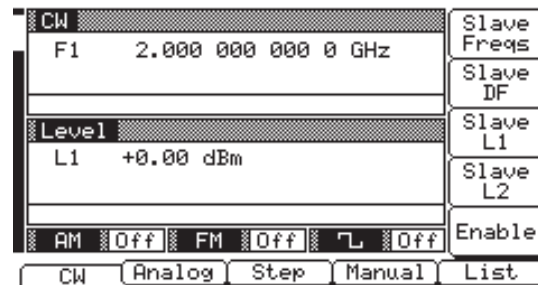 CW
F1 2.000 000 000 0 GHz
Level
L1 +0.00 dBm
AM Off FM Off Off
Slave
Freqs
Slave
DF
Slave
L1
Slave
L2
Enable
CW Analog Step Manual List